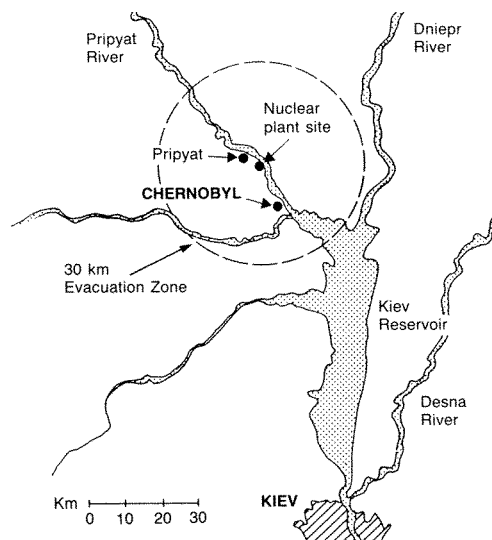 Pripyat
River
Dniepr
River
Nuclear
plant site
Pripyat
CHERNOBYL
30 km
Evacuation Zone
Kiev
Reservoir
Desna
River
Km
0 10 20 30
KIEV